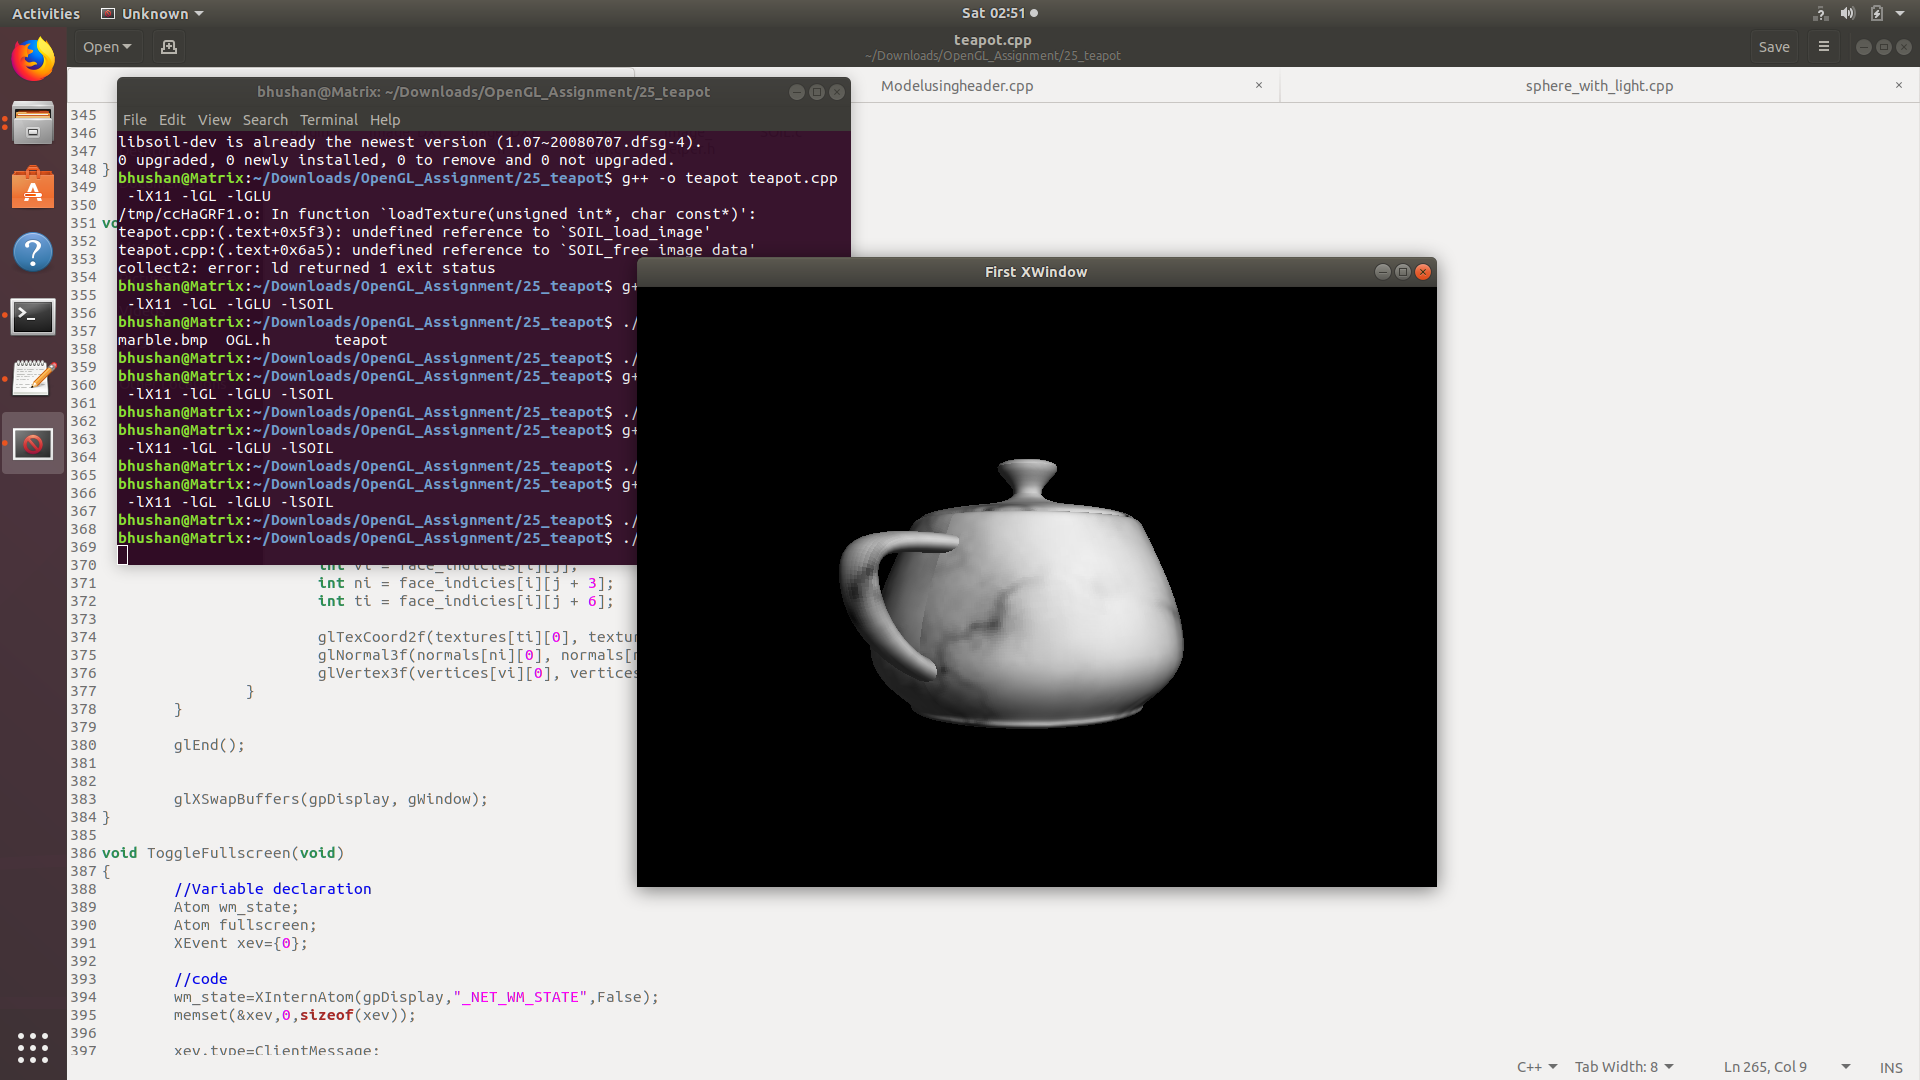 Activities
Unknown
Sat 02:51
Open
teapot.cpp
~/Downloads/OpenGL_Assignment/25_teapot
Save
Modelusingheader.cpp ×
sphere_with_light.cpp ×
bhushan@Matrix: ~/Downloads/OpenGL_Assignment/25_teapot
File Edit View Search Terminal Help
libsoil-dev is already the newest version (1.07~20080707.dfsg-4).
0 upgraded, 0 newly installed, 0 to remove and 0 not upgraded.
bhushan@Matrix:~/Downloads/OpenGL_Assignment/25_teapot$ g++ -o teapot teapot.cpp
-lX11 -lGL -lGLU
/tmp/ccHaGRF1.o: In function `loadTexture(unsigned int*, char const*)':
teapot.cpp:(.text+0x5f3): undefined reference to `SOIL_load_image'
teapot.cpp:(.text+0x6a5): undefined reference to `SOIL_free_image_data'
collect2: error: ld returned 1 exit status
bhushan@Matrix:~/Downloads/OpenGL_Assignment/25_teapot$ g+
-lX11 -lGL -lGLU -lSOIL
bhushan@Matrix:~/Downloads/OpenGL_Assignment/25_teapot$ ./
marble.bmp OGL.h teapot
bhushan@Matrix:~/Downloads/OpenGL_Assignment/25_teapot$ ./
bhushan@Matrix:~/Downloads/OpenGL_Assignment/25_teapot$ g+
-lX11 -lGL -lGLU -lSOIL
bhushan@Matrix:~/Downloads/OpenGL_Assignment/25_teapot$ ./
bhushan@Matrix:~/Downloads/OpenGL_Assignment/25_teapot$ g+
-lX11 -lGL -lGLU -lSOIL
bhushan@Matrix:~/Downloads/OpenGL_Assignment/25_teapot$ ./
bhushan@Matrix:~/Downloads/OpenGL_Assignment/25_teapot$ g+
-lX11 -lGL -lGLU -lSOIL
bhushan@Matrix:~/Downloads/OpenGL_Assignment/25_teapot$ ./
bhushan@Matrix:~/Downloads/OpenGL_Assignment/25_teapot$ ./
First XWindow
345
346
347
348 }
349
350
351 vo
352
353
354
355
356
357
358
359
360
361
362
363
364
365
366
367
368
369
370 int vi = face_indicies[i][j];
371 int ni = face_indicies[i][j + 3];
372 int ti = face_indicies[i][j + 6];
373
374 glTexCoord2f(textures[ti][0], textur
375 glNormal3f(normals[ni][0], normals[n
376 glVertex3f(vertices[vi][0], vertices
377 }
378 }
379
380 glEnd();
381
382
383 glXSwapBuffers(gpDisplay, gWindow);
384 }
385
386 void ToggleFullscreen(void)
387 {
388 //Variable declaration
389 Atom wm_state;
390 Atom fullscreen;
391 XEvent xev={0};
392
393 //code
394 wm_state=XInternAtom(gpDisplay,"_NET_WM_STATE",False);
395 memset(&xev,0,sizeof(xev));
396
397 xev.type=ClientMessage;
C++ Tab Width: 8 Ln 265, Col 9 INS